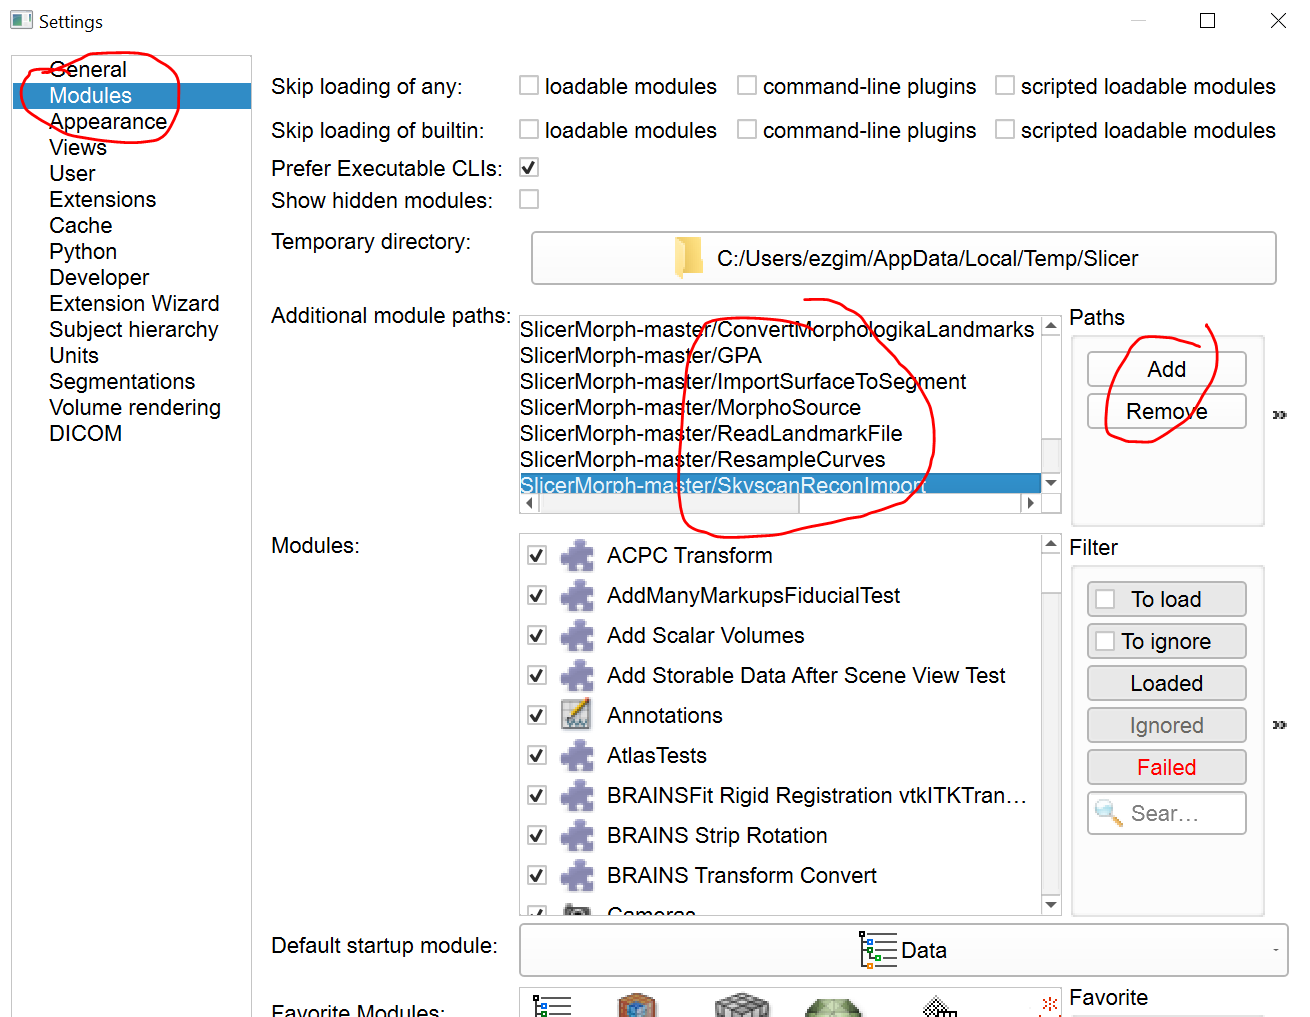 Settings
General
Modules
Appearance
Views
User
Extensions
Cache
Python
Developer
Extension Wizard
Subject hierarchy
Units
Segmentations
Volume rendering
DICOM
Skip loading of any: loadable modules command-line plugins scripted loadable modules
Skip loading of builtin: loadable modules command-line plugins scripted loadable modules
Prefer Executable CLIs:
Show hidden modules:
Temporary directory: C:/Users/ezgim/AppData/Local/Temp/Slicer
Additional module paths:
SlicerMorph-master/ConvertMorphologikaLandmarks
SlicerMorph-master/GPA
SlicerMorph-master/ImportSurfaceToSegment
SlicerMorph-master/MorphoSource
SlicerMorph-master/ReadLandmarkFile
SlicerMorph-master/ResampleCurves
SlicerMorph-master/SkyscanReconImport
Paths
Add
Remove
Modules:
ACPC Transform
AddManyMarkupsFiducialTest
Add Scalar Volumes
Add Storable Data After Scene View Test
Annotations
AtlasTests
BRAINSFit Rigid Registration vtkITKTran...
BRAINS Strip Rotation
BRAINS Transform Convert
Cameras
Filter
To load
To ignore
Loaded
Ignored
Failed
Sear...
Default startup module: Data
Favorite Modules:
Favorite